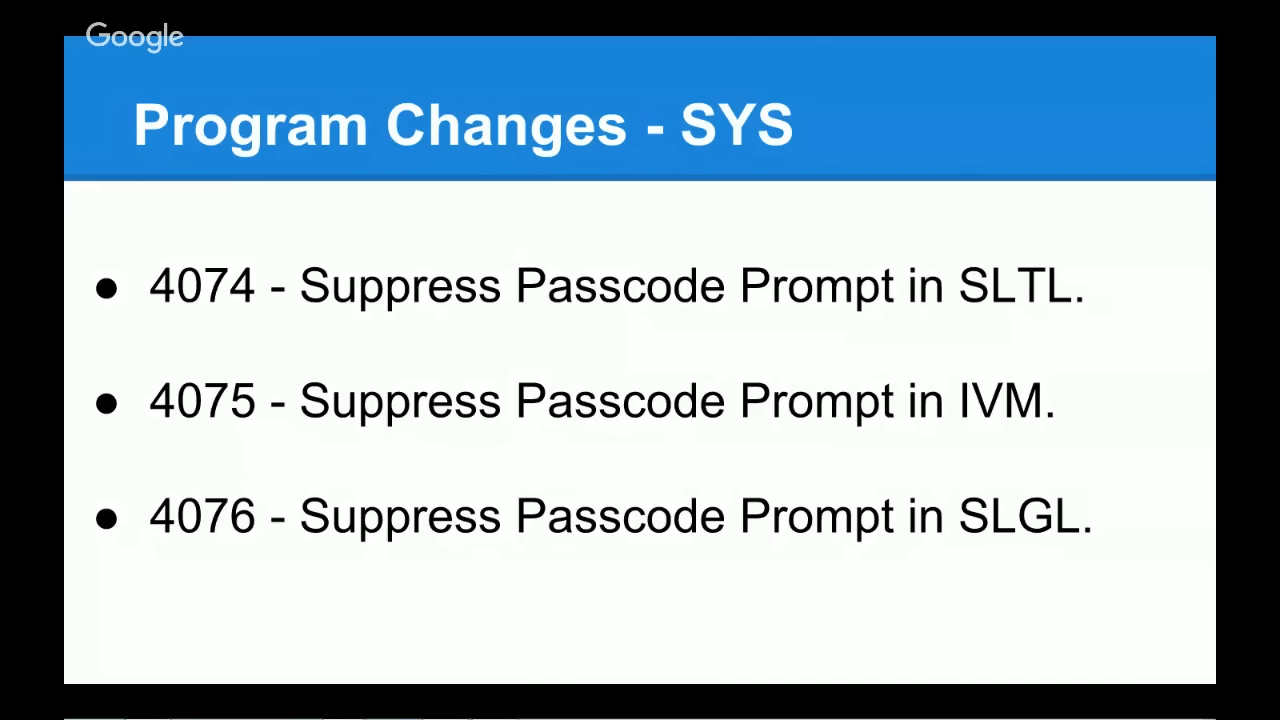 Google
Program Changes - SYS
● 4074 - Suppress Passcode Prompt in SLTL.
● 4075 - Suppress Passcode Prompt in IVM.
● 4076 - Suppress Passcode Prompt in SLGL.